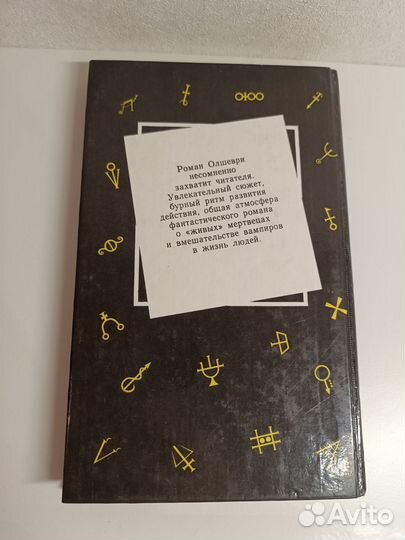 Роман Олшеври
несомненно
захватит читателя.
Увлекательный сюжет,
бурный ритм развития
действия, общая атмосфера
фантастического романа
о «живых» мертвецах
и вмешательстве вампиров
в жизнь людей.
Avito